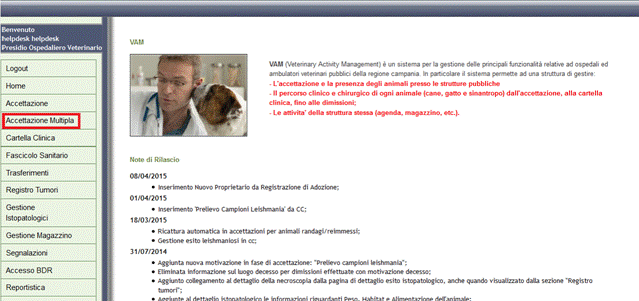 Benvenuto
helpdesk helpdesk
Presidio Ospedaliero Veterinario
Logout
Home
Accettazione
Accettazione Multipla
Cartella Clinica
Fascicolo Sanitario
Trasferimenti
Registro Tumori
Gestione
Istopatologici
Gestione Magazzino
Segnalazioni
Accesso BDR
Reportistica
VAM
VAM (Veterinary Activity Management) è un sistema per la gestione delle principali funzionalità relative ad ospedali ed
ambulatori veterinari pubblici della regione campania. In particolare il sistema permette ad una struttura di gestire:
- L'accettazione e la presenza degli animali presso le strutture pubbliche
- Il percorso clinico e chirurgico di ogni animale (cane, gatto e sinantropo) dall'accettazione, alla cartella
clinica, fino alle dimissioni;
- Le attivita' della struttura stessa (agenda, magazzino, etc.).
Note di Rilascio
08/04/2015
• Inserimento Nuovo Proprietario da Registrazione di Adozione;
01/04/2015
• Inserimento 'Prelievo Campioni Leishmania' da CC;
18/03/2015
• Ricattura automatica in accettazioni per animali randagi/reimmessi;
• Gestione esito leishmaniosi in cc;
31/07/2014
• Aggiunta nuova motivazione in fase di accettazione: "Prelievo campioni leishmania";
• Eliminata informazione sul luogo decesso per dimissioni effettuate con motivazione decesso;
• Aggiunto collegamento al dettaglio della necroscopia dalla pagina di dettaglio esito istopatologico, anche quando visualizzato dalla sezione "Registro
tumori";
• Aggiunte al dettaglio istopatologico le informazioni riguardanti Peso, Habitat e Alimentazione dell'animale;